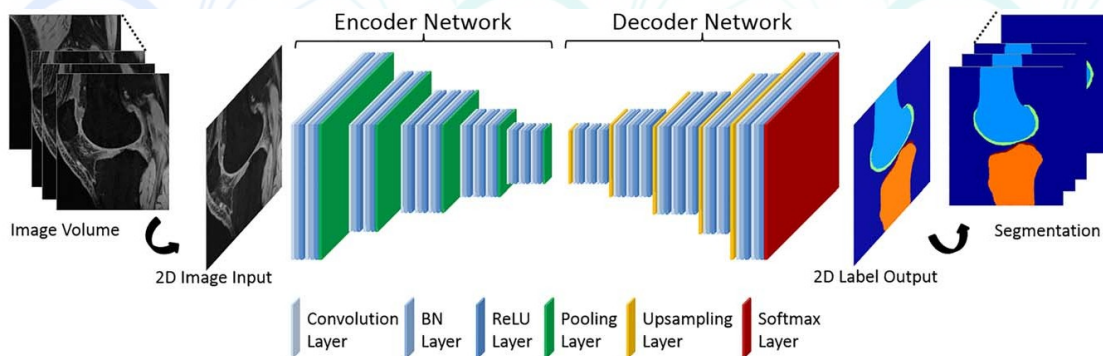 Encoder Network
Decoder Network
Image Volume
2D Image Input
2D Label Output
Segmentation
Convolution Layer
BN Layer
ReLU Layer
Pooling Layer
Upsampling Layer
Softmax Layer